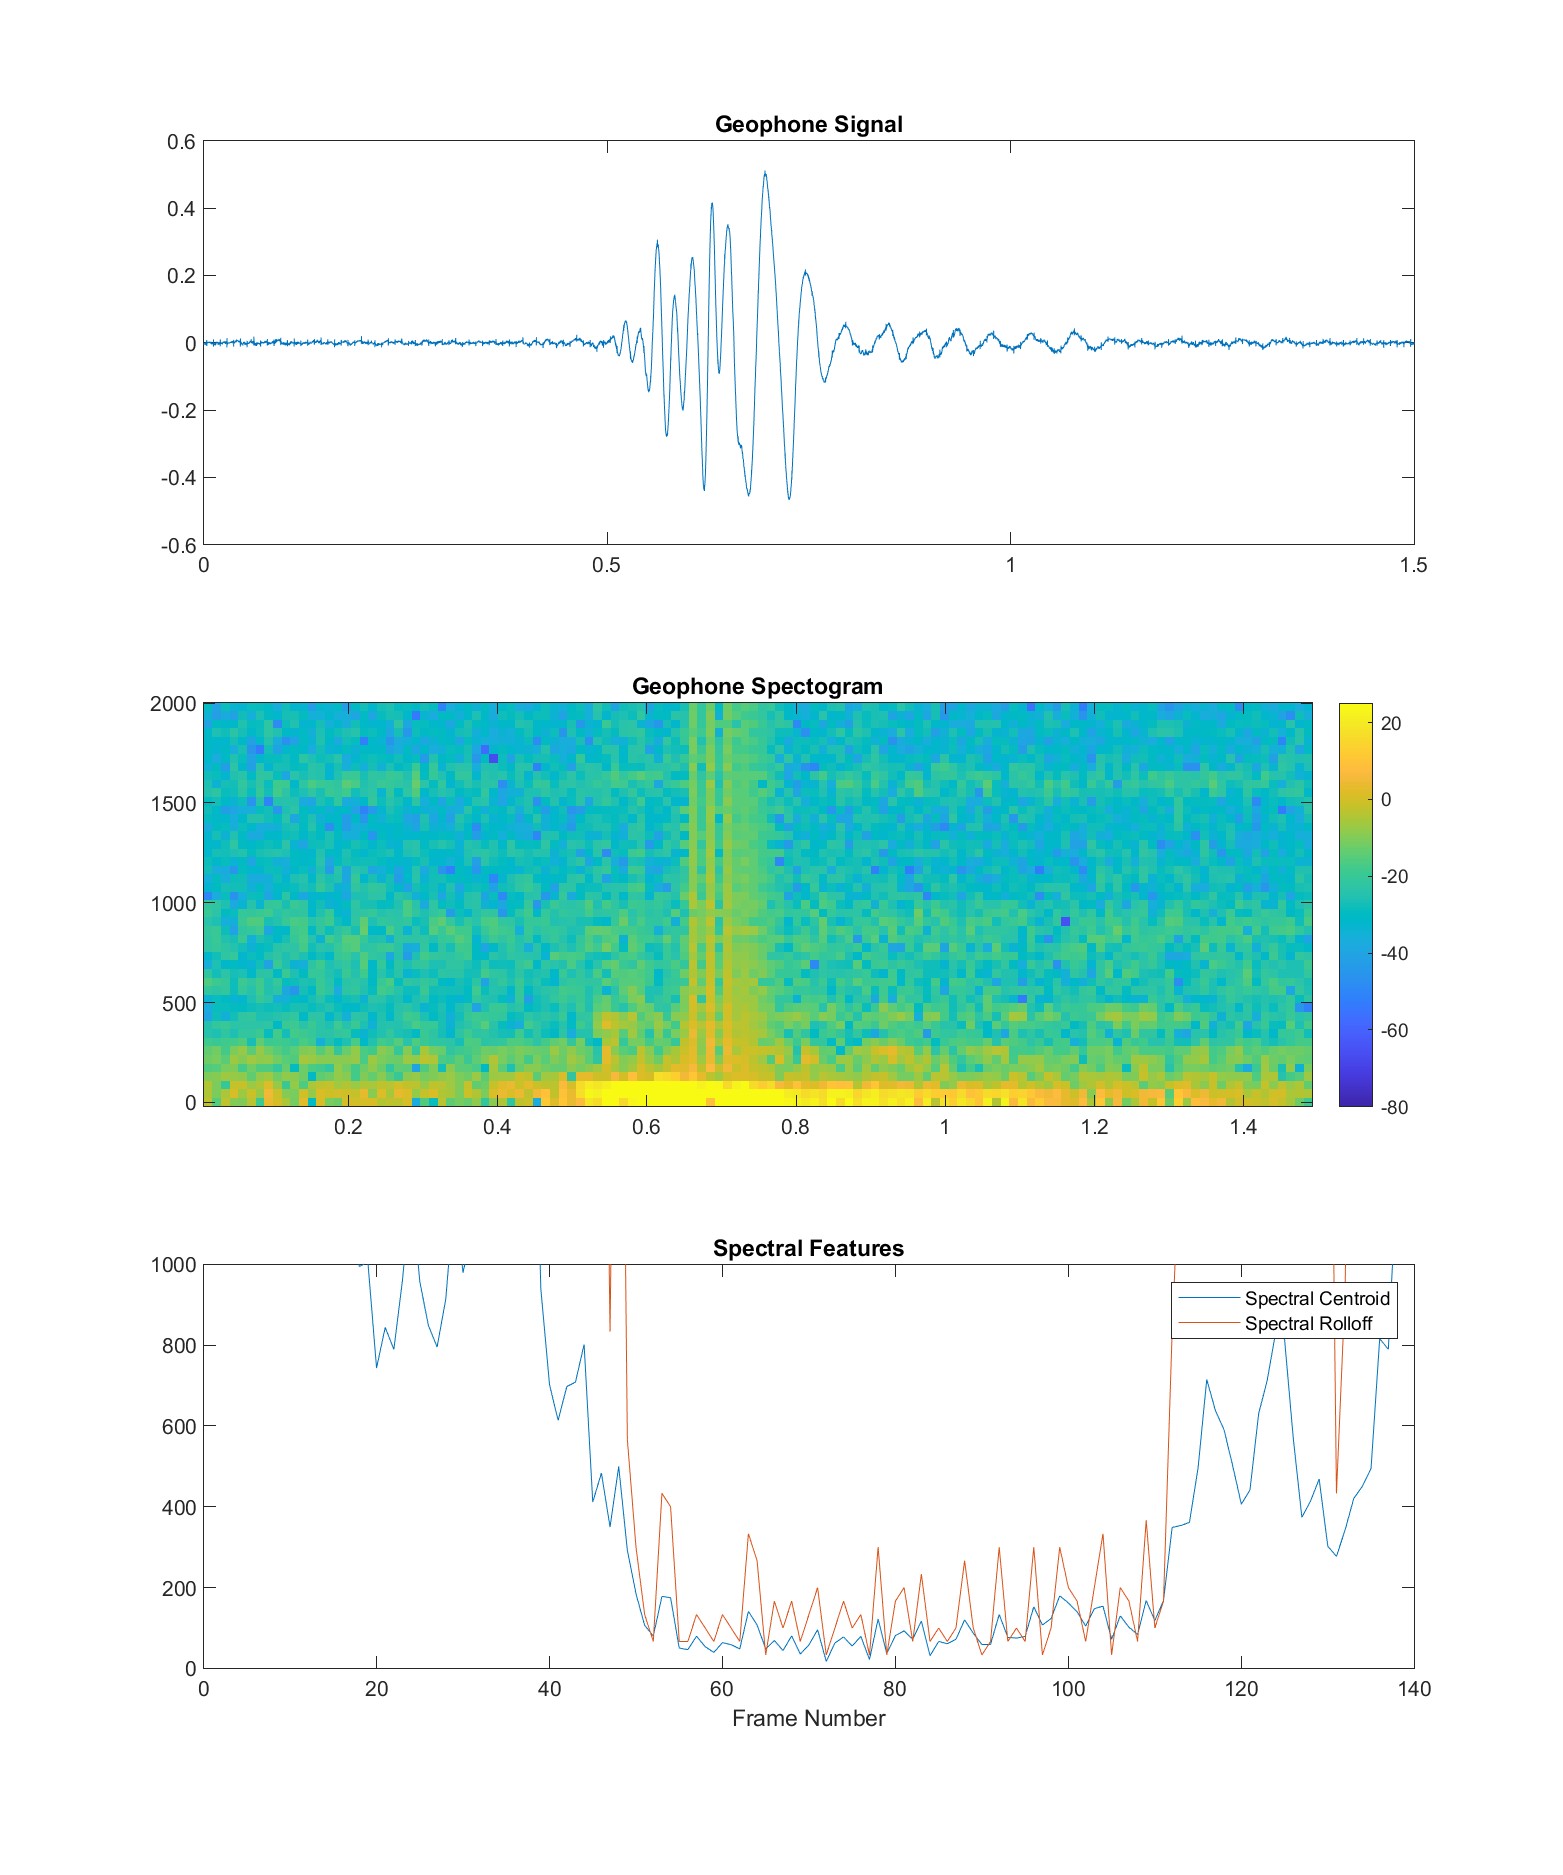 Geophone Signal
0.6
0.4
0.2
0
-0.2
-0.4
-0.6
0 0.5 1 1.5
Geophone Spectogram
2000
1500
1000
500
0
20
0
-20
-40
-60
-80
0.2 0.4 0.6 0.8 1 1.2 1.4
Spectral Features
1000
800
600
400
200
0
Spectral Centroid
Spectral Rolloff
0 20 40 60 80 100 120 140
Frame Number